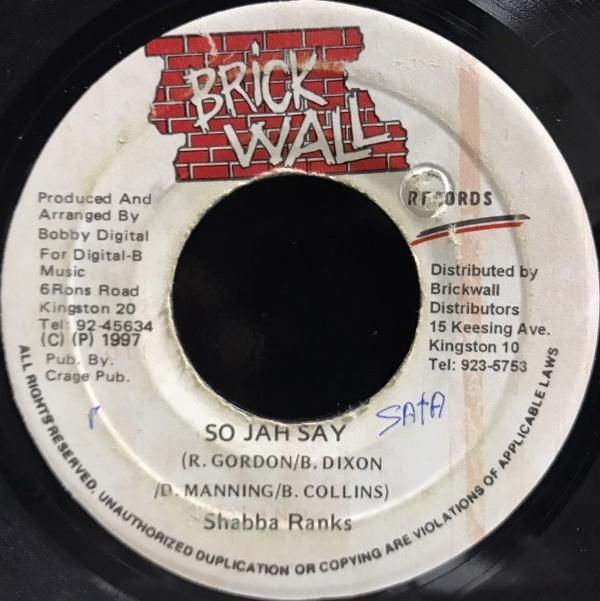 BRICK
WALL
RECORDS
Produced And
Arranged By
Bobby Digital
For Digital-B
Music
6Rons Road
Kingston 20
Tel: 92-45634
(C) (P) 1997
Pub. By.
Crage Pub.
Distributed by
Brickwall
Distributors
15 Keesing Ave.
Kingston 10
Tel: 923-5753
SATA
SO JAH SAY
(R. GORDON/B. DIXON
/D. MANNING/B. COLLINS)
Shabba Ranks
ALL RIGHTS RESERVED. UNAUTHORIZED DUPLICATION OR COPYING ARE VIOLATIONS OF APPLICABLE LAWS